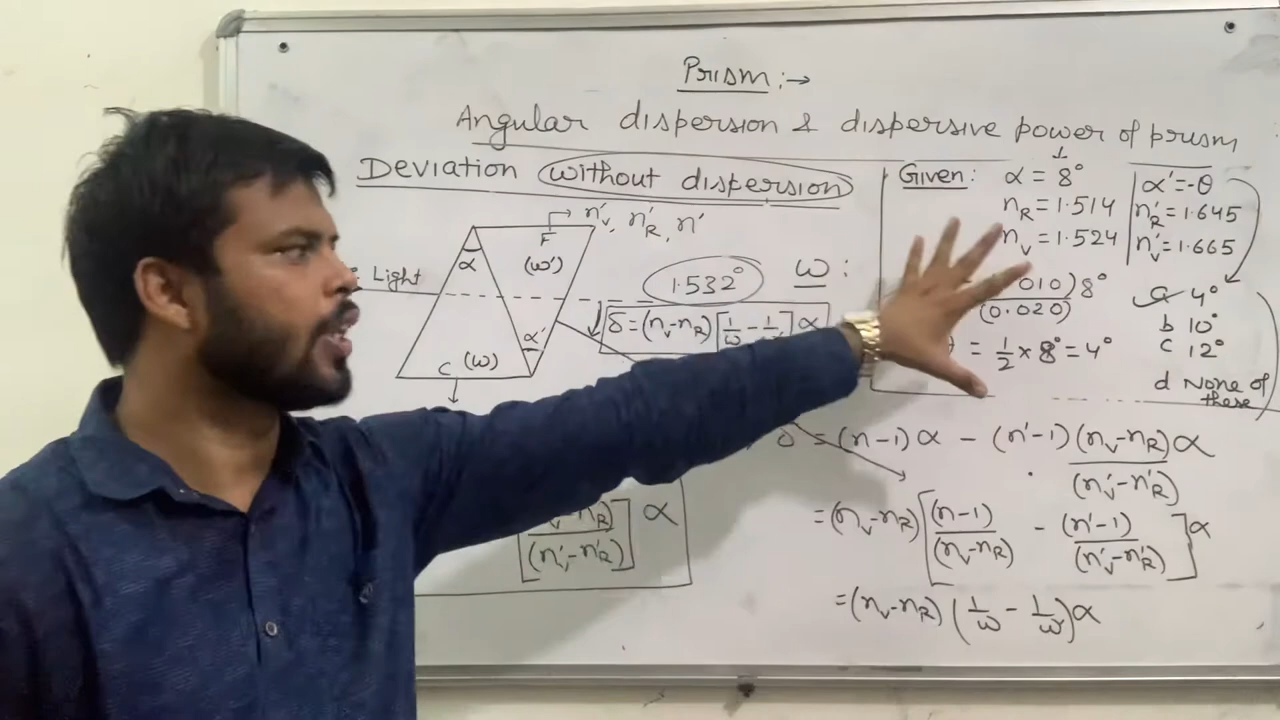 Prism :→
Angular dispersion & dispersive power of prism
Deviation without dispersion
n'v, n'R, n'
F
α
(ω')
Light
1.532°
ω :
δ = (nv-nR) [1/ω - 1/ω'] α
α'
C (ω)
Given: α = 8°
nR = 1.514
nv = 1.524
α' = -θ
n'R = 1.645
n'v = 1.665
010) 8°
(0.020)
= 1/2 × 8° = 4°
a 4°
b 10°
c 12°
d None of
these
δ = (n-1)α - (n'-1) (nv-nR)α
(n'v-n'R)
= (nv-nR) [(n-1)/(nv-nR) - (n'-1)/(n'v-n'R)] α
= (nv-nR) (1/ω - 1/ω') α
nR)
(n'v-n'R)] α